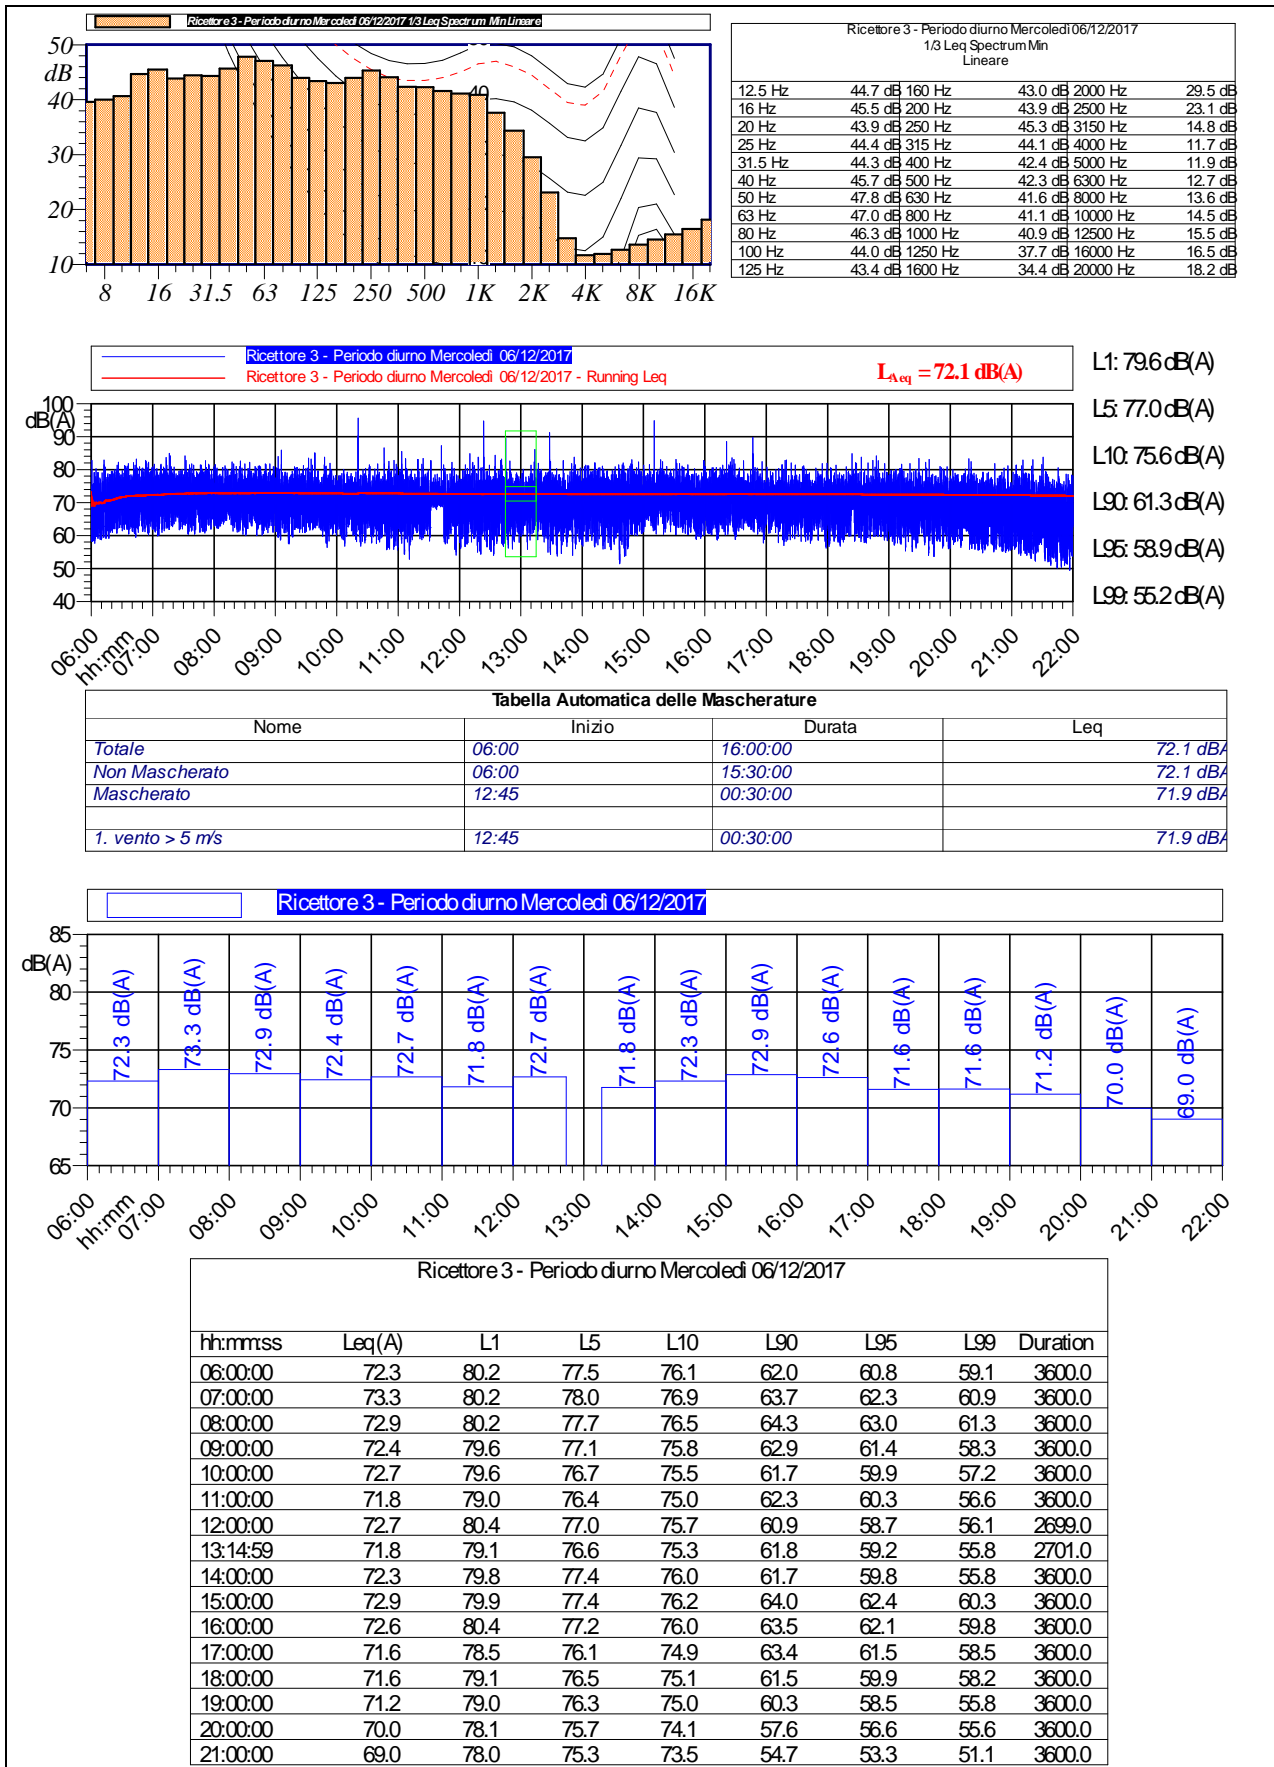 Ricettore 3 - Periodo diurno Mercoledì 06/12/2017 1/3 Leq Spectrum Min Lineare
50
dB
40
30
20
10
40
8 16 31.5 63 125 250 500 1K 2K 4K 8K 16K
Ricettore 3 - Periodo diurno Mercoledì 06/12/2017
1/3 Leq Spectrum Min
Lineare
12.5 Hz 44.7 dB 160 Hz 43.0 dB 2000 Hz 29.5 dB
16 Hz 45.5 dB 200 Hz 43.9 dB 2500 Hz 23.1 dB
20 Hz 43.9 dB 250 Hz 45.3 dB 3150 Hz 14.8 dB
25 Hz 44.4 dB 315 Hz 44.1 dB 4000 Hz 11.7 dB
31.5 Hz 44.3 dB 400 Hz 42.4 dB 5000 Hz 11.9 dB
40 Hz 45.7 dB 500 Hz 42.3 dB 6300 Hz 12.7 dB
50 Hz 47.8 dB 630 Hz 41.6 dB 8000 Hz 13.6 dB
63 Hz 47.0 dB 800 Hz 41.1 dB 10000 Hz 14.5 dB
80 Hz 46.3 dB 1000 Hz 40.9 dB 12500 Hz 15.5 dB
100 Hz 44.0 dB 1250 Hz 37.7 dB 16000 Hz 16.5 dB
125 Hz 43.4 dB 1600 Hz 34.4 dB 20000 Hz 18.2 dB
Ricettore 3 - Periodo diurno Mercoledì 06/12/2017
Ricettore 3 - Periodo diurno Mercoledì 06/12/2017 - Running Leq
LAeq = 72.1 dB(A)
L1: 79.6 dB(A)
L5: 77.0 dB(A)
L10: 75.6 dB(A)
L90: 61.3 dB(A)
L95: 58.9 dB(A)
L99: 55.2 dB(A)
100
dB(A)
90
80
70
60
50
40
06:00 hh:mm 07:00 08:00 09:00 10:00 11:00 12:00 13:00 14:00 15:00 16:00 17:00 18:00 19:00 20:00 21:00 22:00
Tabella Automatica delle Mascherature
Nome Inizio Durata Leq
Totale 06:00 16:00:00 72.1 dBA
Non Mascherato 06:00 15:30:00 72.1 dBA
Mascherato 12:45 00:30:00 71.9 dBA
1. vento > 5 m/s 12:45 00:30:00 71.9 dBA
Ricettore 3 - Periodo diurno Mercoledì 06/12/2017
85
dB(A)
80
75
70
65
72.3 dB(A) 73.3 dB(A) 72.9 dB(A) 72.4 dB(A) 72.7 dB(A) 71.8 dB(A) 72.7 dB(A) 71.8 dB(A) 72.3 dB(A) 72.9 dB(A) 72.6 dB(A) 71.6 dB(A) 71.6 dB(A) 71.2 dB(A) 70.0 dB(A) 69.0 dB(A)
06:00 hh:mm 07:00 08:00 09:00 10:00 11:00 12:00 13:00 14:00 15:00 16:00 17:00 18:00 19:00 20:00 21:00 22:00
Ricettore 3 - Periodo diurno Mercoledì 06/12/2017
hh:mm:ss Leq(A) L1 L5 L10 L90 L95 L99 Duration
06:00:00 72.3 80.2 77.5 76.1 62.0 60.8 59.1 3600.0
07:00:00 73.3 80.2 78.0 76.9 63.7 62.3 60.9 3600.0
08:00:00 72.9 80.2 77.7 76.5 64.3 63.0 61.3 3600.0
09:00:00 72.4 79.6 77.1 75.8 62.9 61.4 58.3 3600.0
10:00:00 72.7 79.6 76.7 75.5 61.7 59.9 57.2 3600.0
11:00:00 71.8 79.0 76.4 75.0 62.3 60.3 56.6 3600.0
12:00:00 72.7 80.4 77.0 75.7 60.9 58.7 56.1 2699.0
13:14:59 71.8 79.1 76.6 75.3 61.8 59.2 55.8 2701.0
14:00:00 72.3 79.8 77.4 76.0 61.7 59.8 55.8 3600.0
15:00:00 72.9 79.9 77.4 76.2 64.0 62.4 60.3 3600.0
16:00:00 72.6 80.4 77.2 76.0 63.5 62.1 59.8 3600.0
17:00:00 71.6 78.5 76.1 74.9 63.4 61.5 58.5 3600.0
18:00:00 71.6 79.1 76.5 75.1 61.5 59.9 58.2 3600.0
19:00:00 71.2 79.0 76.3 75.0 60.3 58.5 55.8 3600.0
20:00:00 70.0 78.1 75.7 74.1 57.6 56.6 55.6 3600.0
21:00:00 69.0 78.0 75.3 73.5 54.7 53.3 51.1 3600.0